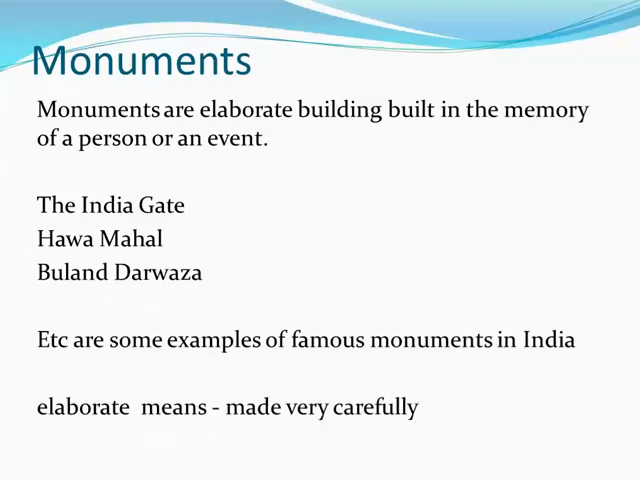 Monuments
Monuments are elaborate building built in the memory
of a person or an event.
The India Gate
Hawa Mahal
Buland Darwaza
Etc are some examples of famous monuments in India
elaborate means - made very carefully